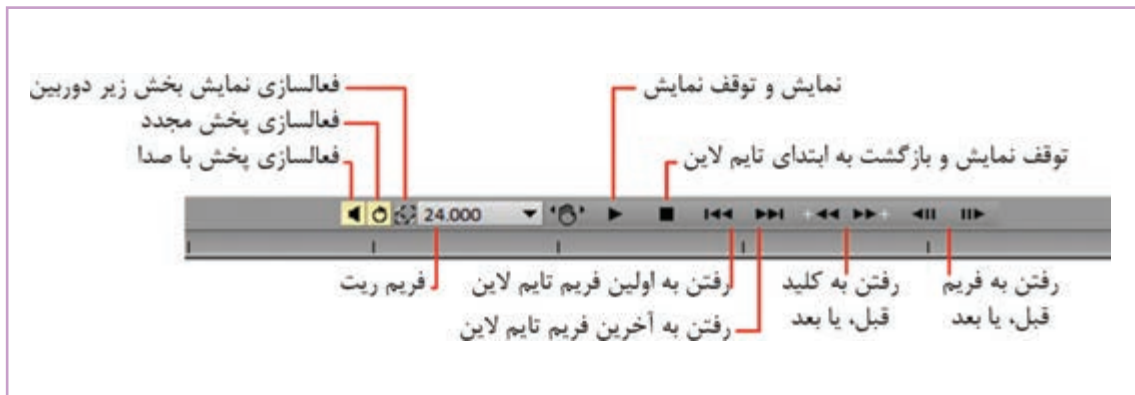 فعالسازی نمایش بخش زیر دوربین
نمایش و توقف نمایش
فعالسازی پخش مجدد
فعالسازی پخش با صدا
توقف نمایش و بازگشت به ابتدای تایم لاین
24.000
رفتن به فریم
قبل، یا بعد
رفتن به کلید
قبل، یا بعد
رفتن به اولین فریم تایم لاین
رفتن به آخرین فریم تایم لاین
فریم ریت